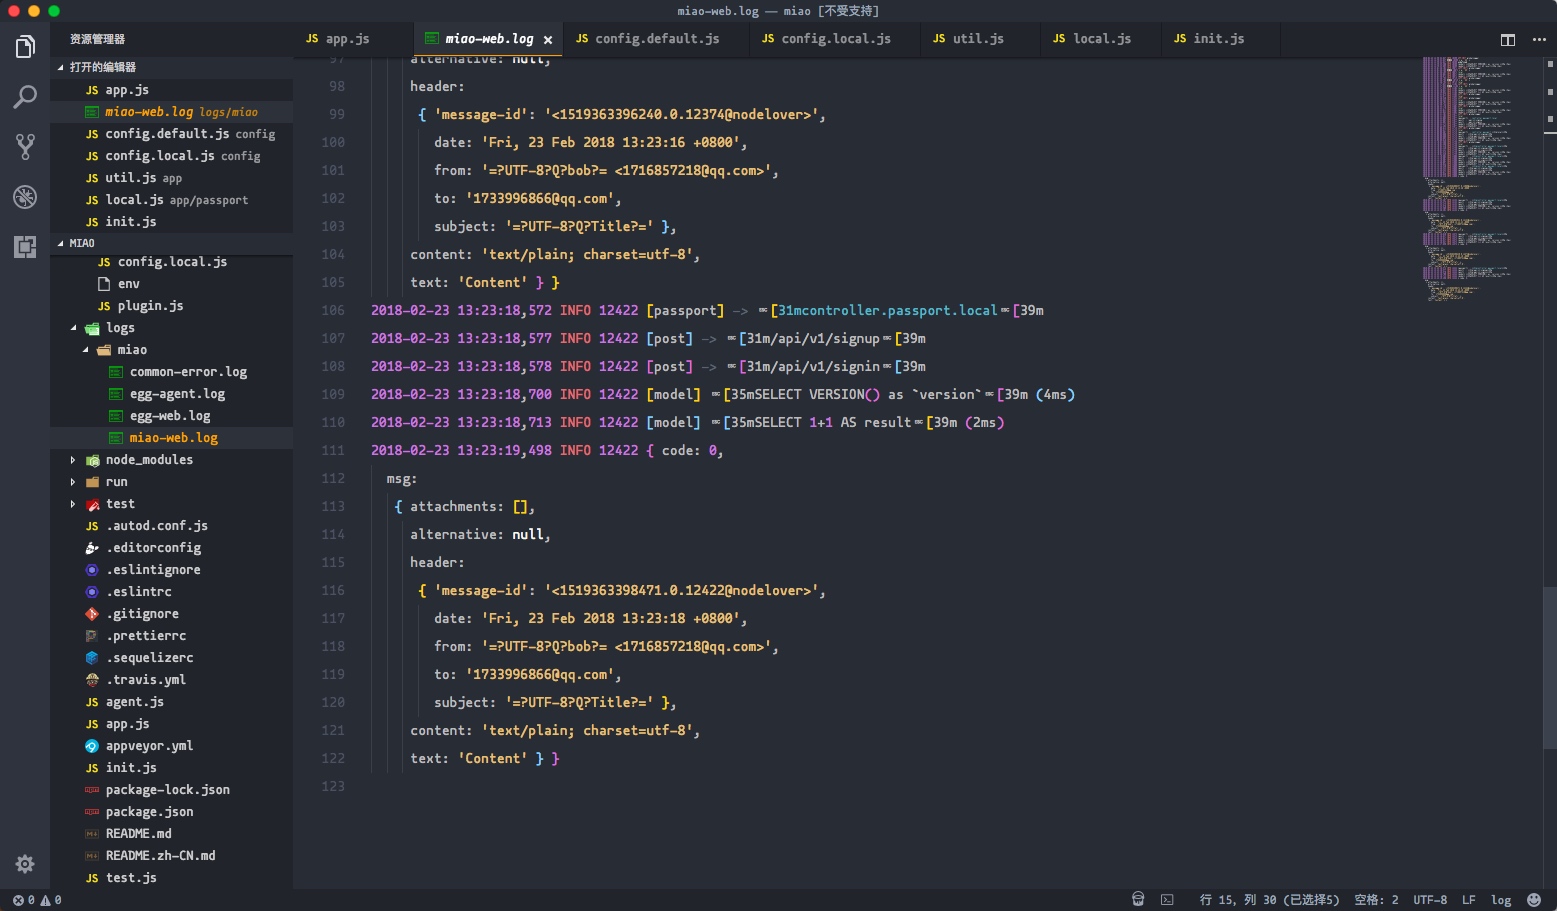 miao-web.log — miao [不受支持]
资源管理器
JS app.js
miao-web.log ×
JS config.default.js
JS config.local.js
JS util.js
JS local.js
JS init.js
打开的编辑器
JS app.js
miao-web.log logs/miao
JS config.default.js config
JS config.local.js config
JS util.js app
JS local.js app/passport
JS init.js
MIAO
JS config.local.js
env
JS plugin.js
logs
miao
common-error.log
egg-agent.log
egg-web.log
miao-web.log
node_modules
run
test
JS .autod.conf.js
.editorconfig
.eslintignore
.eslintrc
.gitignore
.prettierrc
.sequelizerc
.travis.yml
JS agent.js
JS app.js
appveyor.yml
JS init.js
package-lock.json
package.json
README.md
README.zh-CN.md
JS test.js
97 alternative: null,
98 header:
99 { 'message-id': '<1519363396240.0.12374@nodelover>',
100 date: 'Fri, 23 Feb 2018 13:23:16 +0800',
101 from: '=?UTF-8?Q?bob?= <1716857218@qq.com>',
102 to: '1733996866@qq.com',
103 subject: '=?UTF-8?Q?Title?=' },
104 content: 'text/plain; charset=utf-8',
105 text: 'Content' } }
106 2018-02-23 13:23:18,572 INFO 12422 [passport] -> [31mcontroller.passport.local[39m
107 2018-02-23 13:23:18,577 INFO 12422 [post] -> [31m/api/v1/signup[39m
108 2018-02-23 13:23:18,578 INFO 12422 [post] -> [31m/api/v1/signin[39m
109 2018-02-23 13:23:18,700 INFO 12422 [model] [35mSELECT VERSION() as `version`[39m (4ms)
110 2018-02-23 13:23:18,713 INFO 12422 [model] [35mSELECT 1+1 AS result[39m (2ms)
111 2018-02-23 13:23:19,498 INFO 12422 { code: 0,
112 msg:
113 { attachments: [],
114 alternative: null,
115 header:
116 { 'message-id': '<1519363398471.0.12422@nodelover>',
117 date: 'Fri, 23 Feb 2018 13:23:18 +0800',
118 from: '=?UTF-8?Q?bob?= <1716857218@qq.com>',
119 to: '1733996866@qq.com',
120 subject: '=?UTF-8?Q?Title?=' },
121 content: 'text/plain; charset=utf-8',
122 text: 'Content' } }
123
0 0 行 15, 列 30 (已选择5) 空格: 2 UTF-8 LF log